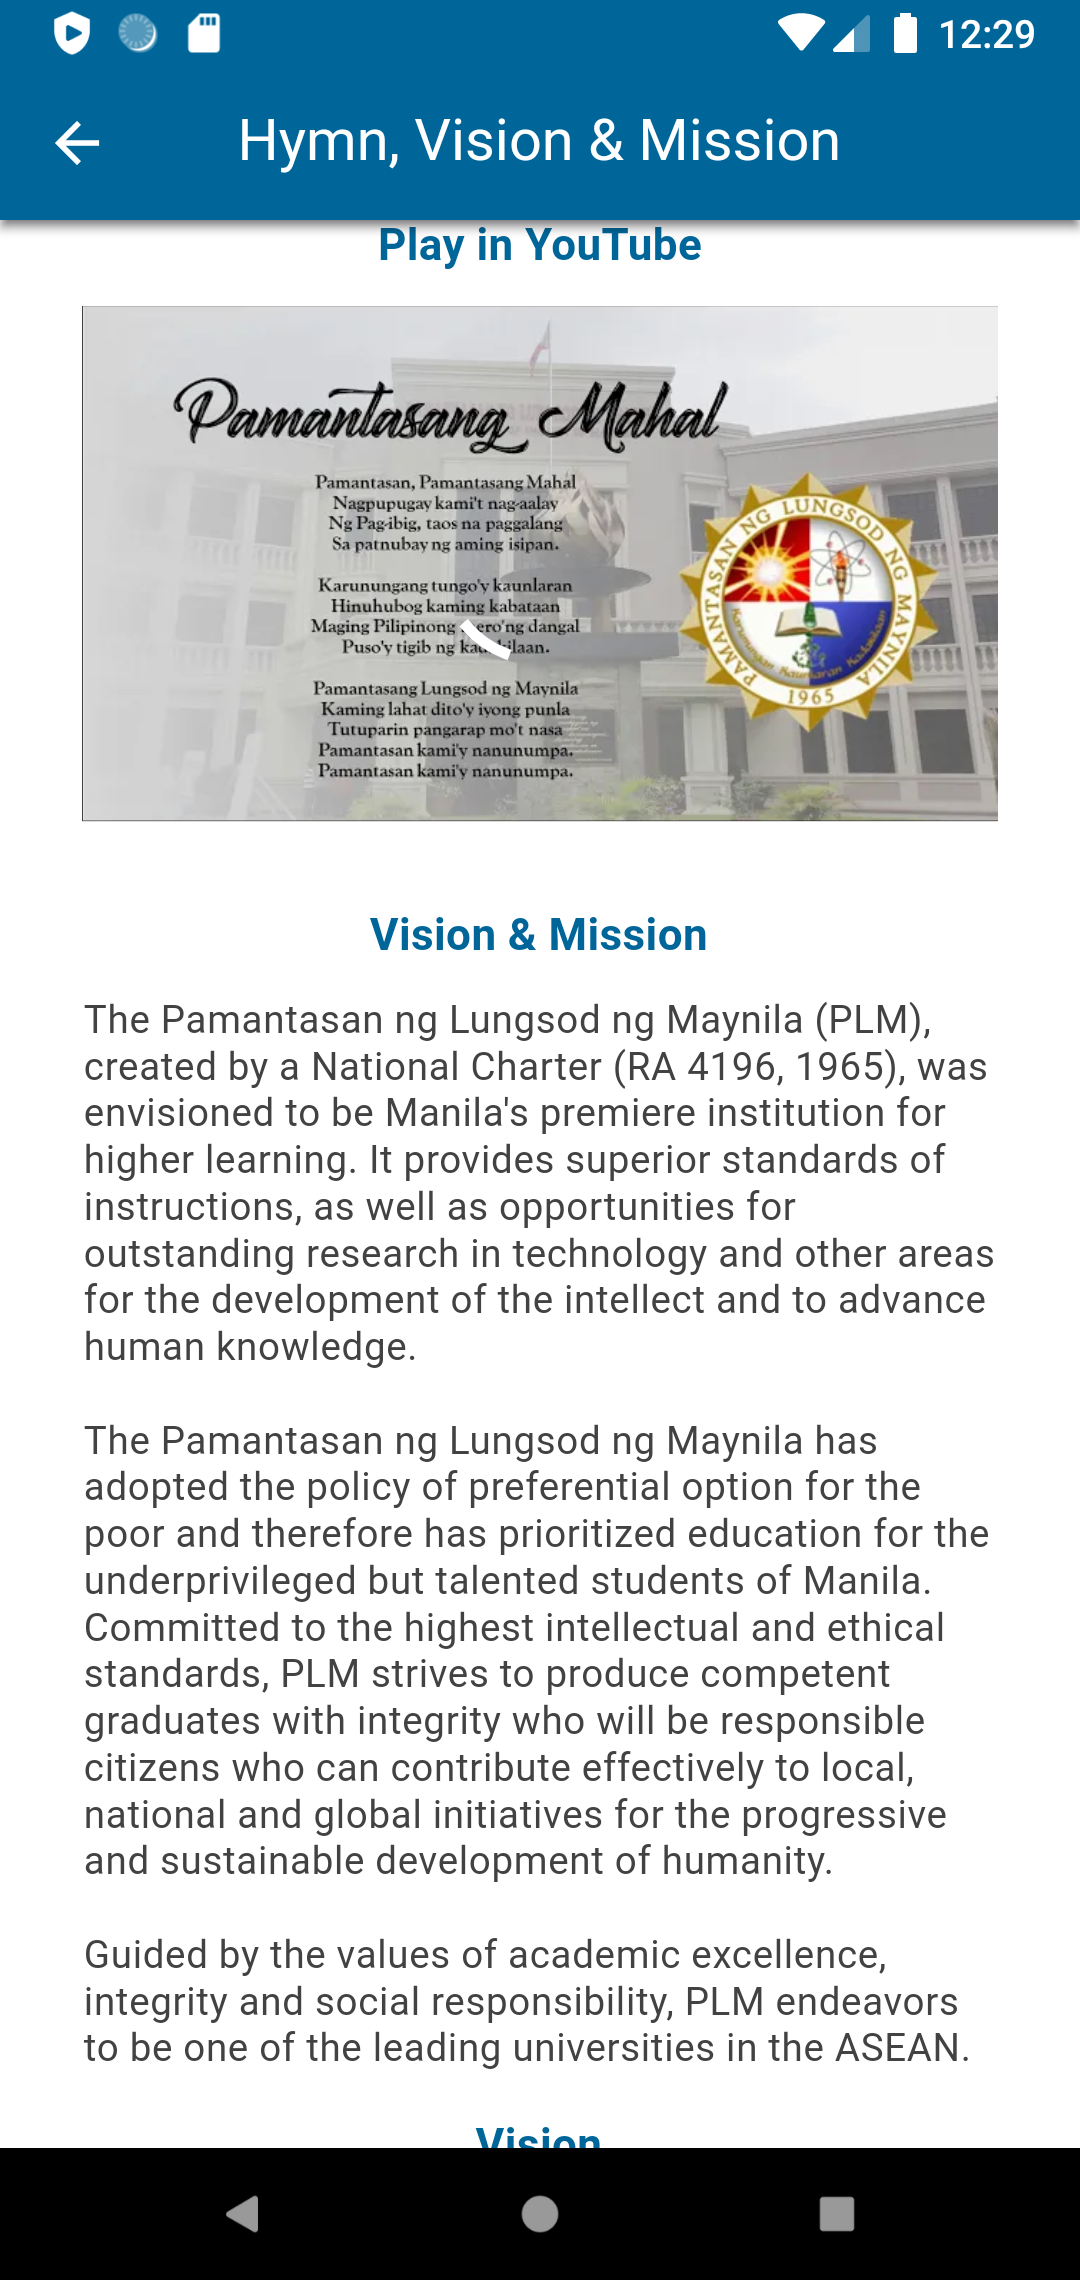 12:29
Hymn, Vision & Mission
Play in YouTube
Pamantasang Mahal
Pamantasan, Pamantasang Mahal
Nagpupugay kami't nag-aalay
Ng Pag-ibig, taos na paggalang
Sa patnubay ng aming isipan.
Karunungang tungo'y kaunlaran
Hinuhubog kaming kabataan
Maging Pilipinong ero'ng dangal
Puso'y tigib ng
Pamantasang Lungsod ng Maynila
Kaming lahat dito'y iyong punla
Tutuparin pangarap mo't nasa
Pamantasan kami'y nanunumpa.
Pamantasan kami'y nanunumpa.
PAMANTASAN NG LUNGSOD NG MAYNILA
Karunungan Kaunlaran Kadakilaan
1965
Vision & Mission
The Pamantasan ng Lungsod ng Maynila (PLM),
created by a National Charter (RA 4196, 1965), was
envisioned to be Manila's premiere institution for
higher learning. It provides superior standards of
instructions, as well as opportunities for
outstanding research in technology and other areas
for the development of the intellect and to advance
human knowledge.
The Pamantasan ng Lungsod ng Maynila has
adopted the policy of preferential option for the
poor and therefore has prioritized education for the
underprivileged but talented students of Manila.
Committed to the highest intellectual and ethical
standards, PLM strives to produce competent
graduates with integrity who will be responsible
citizens who can contribute effectively to local,
national and global initiatives for the progressive
and sustainable development of humanity.
Guided by the values of academic excellence,
integrity and social responsibility, PLM endeavors
to be one of the leading universities in the ASEAN.
Vision